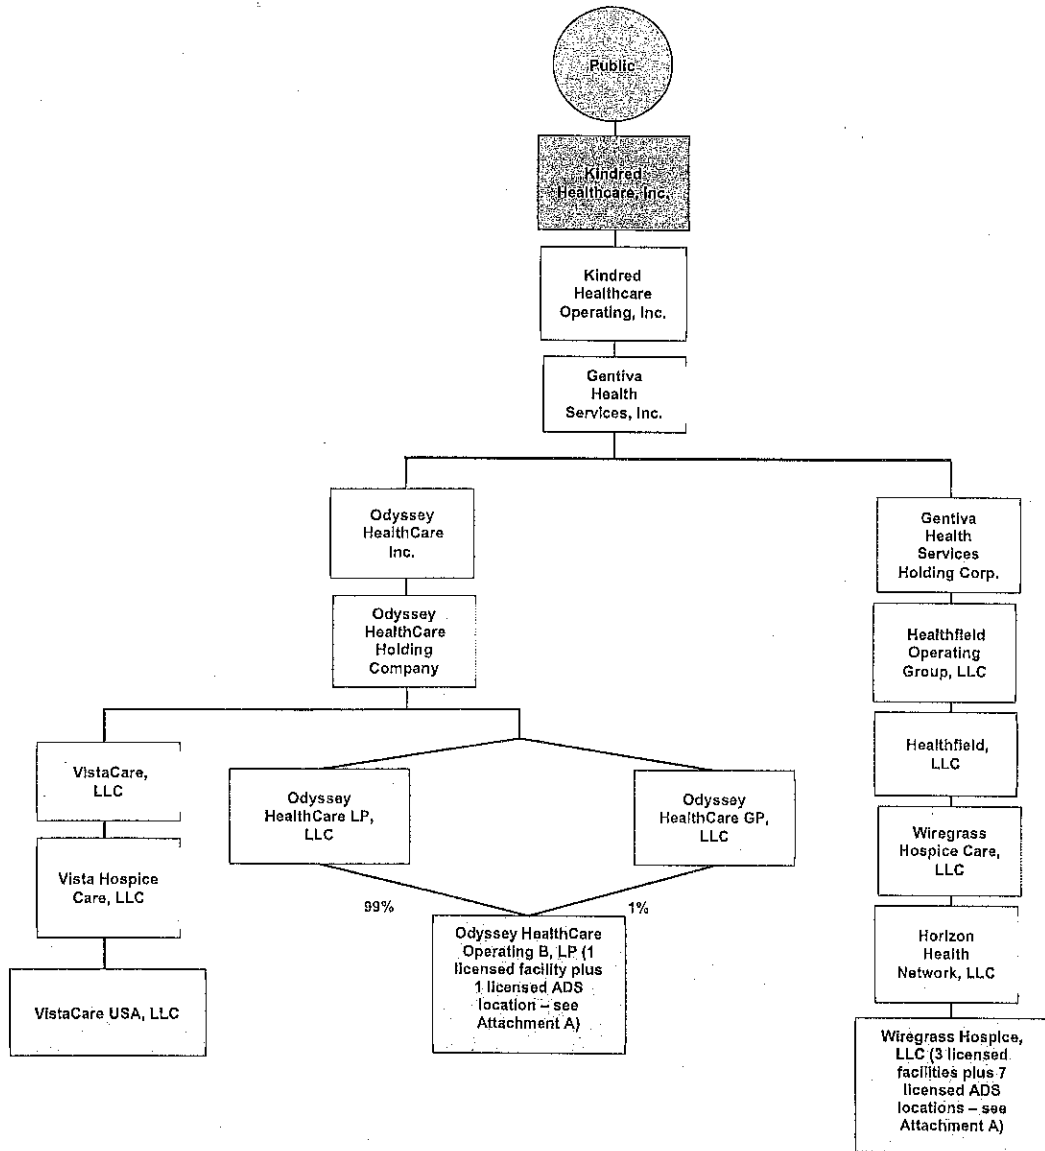 Public
Kindred
Healthcare, Inc.
Kindred
Healthcare
Operating, Inc.
Gentiva
Health
Services, Inc.
Odyssey
HealthCare
Inc.
Gentiva
Health
Services
Holding Corp.
Odyssey
HealthCare
Holding
Company
Healthfield
Operating
Group, LLC
VistaCare,
LLC
Odyssey
HealthCare LP,
LLC
Odyssey
HealthCare GP,
LLC
Healthfield,
LLC
Vista Hospice
Care, LLC
Wiregrass
Hospice Care,
LLC
99%
1%
VistaCare USA, LLC
Odyssey HealthCare
Operating B, LP (1
licensed facility plus
1 licensed ADS
location – see
Attachment A)
Horizon
Health
Network, LLC
Wiregrass Hospice,
LLC (3 licensed
facilities plus 7
licensed ADS
locations – see
Attachment A)